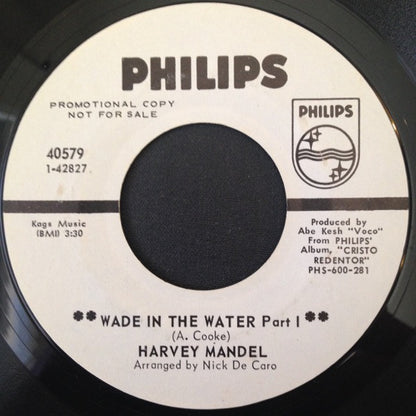 PHILIPS
PROMOTIONAL COPY
NOT FOR SALE
PHILIPS
40579
1-42827
Kags Music
(BMI) 3:30
Produced by
Abe Kesh "Voco"
From PHILIPS'
Album, "CRISTO
REDENTOR"
PHS-600-281
**WADE IN THE WATER Part I**
(A. Cooke)
HARVEY MANDEL
Arranged by Nick De Caro